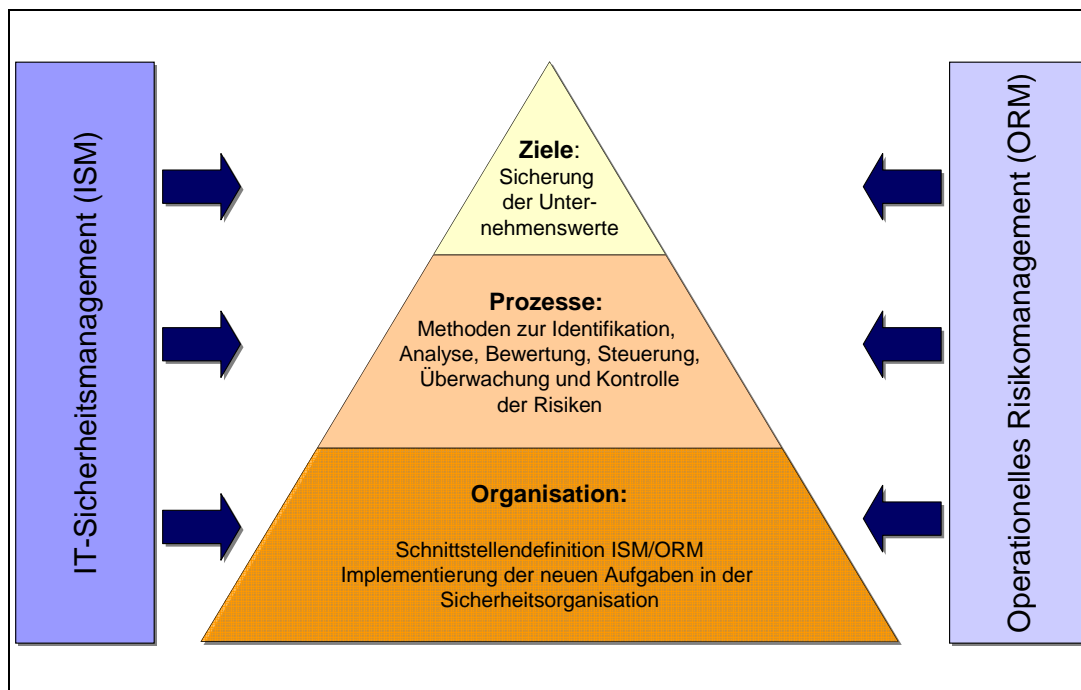 IT-Sicherheitsmanagement (ISM)
Ziele:
Sicherung
der Unter-
nehmenswerte
Prozesse:
Methoden zur Identifikation,
Analyse, Bewertung, Steuerung,
Überwachung und Kontrolle
der Risiken
Organisation:
Schnittstellendefinition ISM/ORM
Implementierung der neuen Aufgaben in der
Sicherheitsorganisation
Operationelles Risikomanagement (ORM)